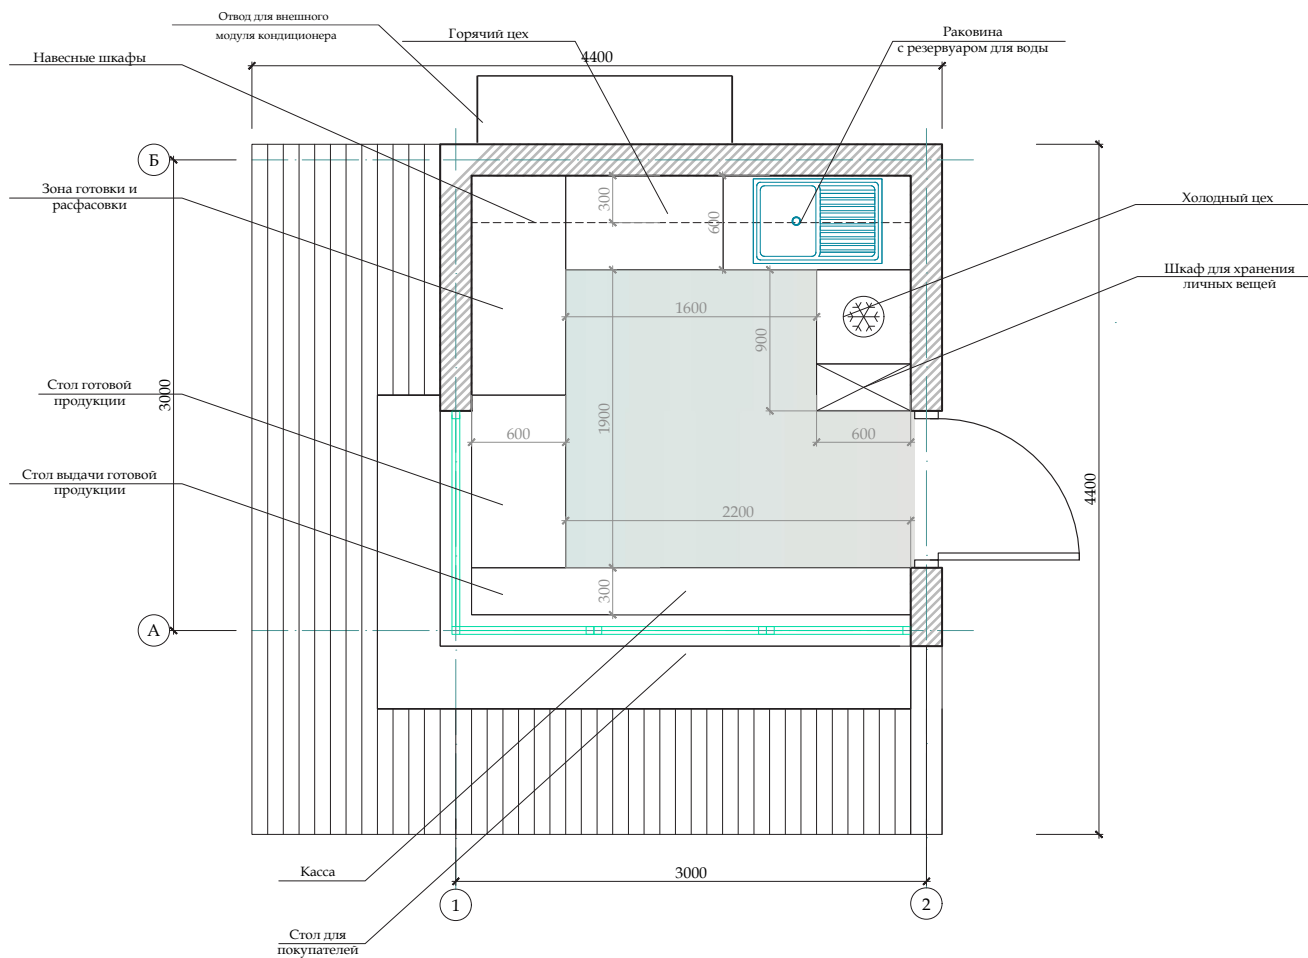 Отвод для внешного
модуля кондиционера
Горячий цех
Раковина
с резервуаром для воды
Навесные шкафы
4400
Б
Зона готовки и
расфасовки
300
600
Холодный цех
Шкаф для хранения
личных вещей
1600
900
Стол готовой
продукции
3000
1900
600
600
Стол выдачи готовой
продукции
4400
2200
300
А
Касса
3000
1
2
Стол для
покупателей